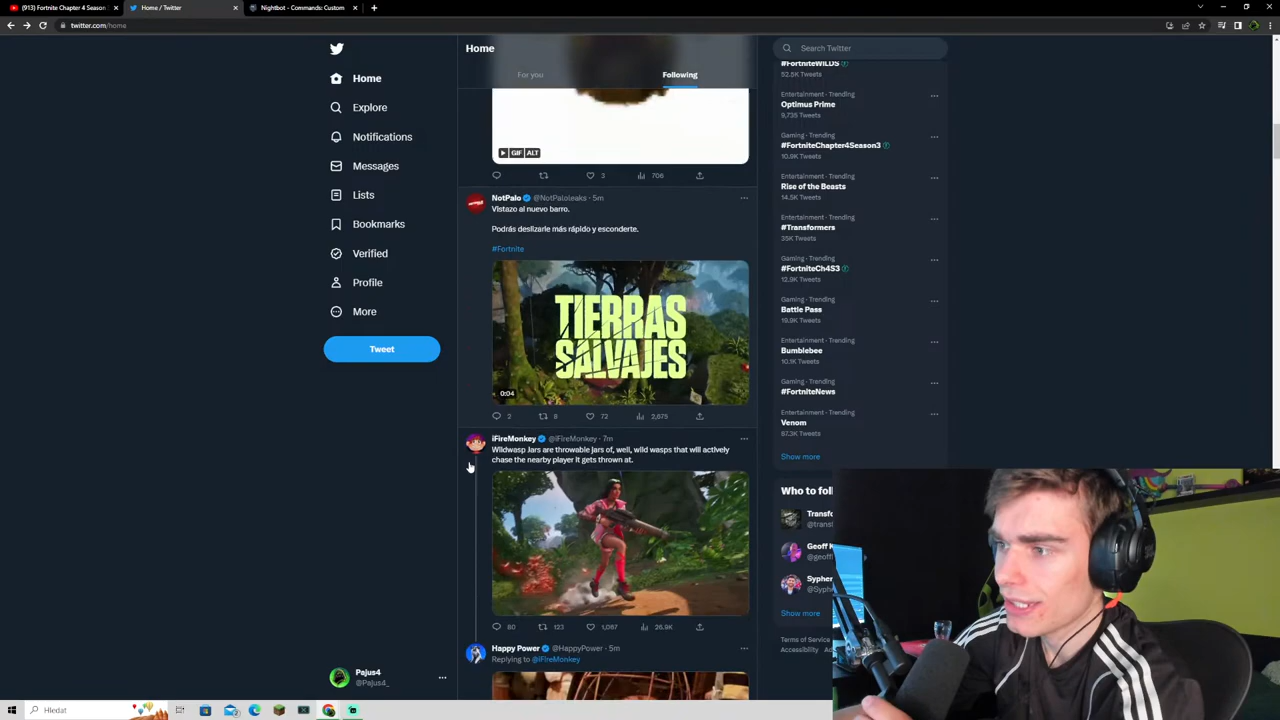 (913) Fortnite Chapter 4 Season
Home / Twitter
Nightbot - Commands: Custom
twitter.com/home
Home
Explore
Notifications
Messages
Lists
Bookmarks
Verified
Profile
More
Tweet
Pajus4
@Pajus4_
Home
For you
Following
GIF ALT
3
706
NotPalo @NotPaloleaks · 5m
Vistazo al nuevo barro.
Podrás deslizarte más rápido y esconderte.
#Fortnite
TIERRAS
SALVAJES
0:04
2
8
72
2,675
iFireMonkey @iFireMonkey · 7m
Wildwasp Jars are throwable jars of, well, wild wasps that will actively
chase the nearby player it gets thrown at.
80
123
1,067
26.9K
Happy Power @HappyPower · 5m
Replying to @iFireMonkey
Search Twitter
#FortniteWILDS
52.5K Tweets
Entertainment · Trending
Optimus Prime
9,735 Tweets
Gaming · Trending
#FortniteChapter4Season3
10.9K Tweets
Entertainment · Trending
Rise of the Beasts
14.5K Tweets
Entertainment · Trending
#Transformers
35K Tweets
Gaming · Trending
#FortniteCh4S3
12.9K Tweets
Gaming · Trending
Battle Pass
19.9K Tweets
Entertainment · Trending
Bumblebee
10.1K Tweets
Gaming · Trending
#FortniteNews
Entertainment · Trending
Venom
67.3K Tweets
Show more
Who to foll
Transfo
@transf
Geoff K
@geoffk
Sypher
@Syph
Show more
Terms of Service
Accessibility Ad
Hledat